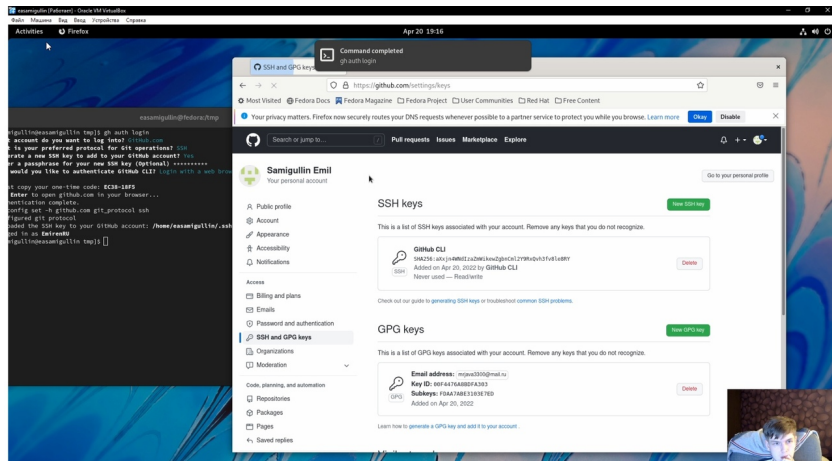 easamigullin [Работает] - Oracle VM VirtualBox
Файл Машина Вид Ввод Устройства Справка
Activities Firefox Apr 20 19:16
Command completed
gh auth login
SSH and GPG keys
https://github.com/settings/keys
Most Visited Fedora Docs Fedora Magazine Fedora Project User Communities Red Hat Free Content
Your privacy matters. Firefox now securely routes your DNS requests whenever possible to a partner service to protect you while you browse. Learn more Okay Disable
easamigullin@fedora:/tmp
migullin@easamigullin tmp]$ gh auth login
t account do you want to log into? GitHub.com
t is your preferred protocol for Git operations? SSH
erate a new SSH key to add to your GitHub account? Yes
er a passphrase for your new SSH key (Optional) **********
would you like to authenticate GitHub CLI? Login with a web brow
st copy your one-time code: EC38-18F5
Enter to open github.com in your browser...
hentication complete.
config set -h github.com git_protocol ssh
figured git protocol
oaded the SSH key to your GitHub account: /home/easamigullin/.ssh
ged in as EmirenRU
migullin@easamigullin tmp]$
Search or jump to... / Pull requests Issues Marketplace Explore
Samigullin Emil
Your personal account
Go to your personal profile
Public profile
Account
Appearance
Accessibility
Notifications
Access
Billing and plans
Emails
Password and authentication
SSH and GPG keys
Organizations
Moderation
Code, planning, and automation
Repositories
Packages
Pages
Saved replies
SSH keys
New SSH key
This is a list of SSH keys associated with your account. Remove any keys that you do not recognize.
GitHub CLI
SSH
Added on Apr 20, 2022 by GitHub CLI
Never used — Read/write
Delete
Check out our guide to generating SSH keys or troubleshoot common SSH problems.
GPG keys
New GPG key
This is a list of GPG keys associated with your account. Remove any keys that you do not recognize.
Email address: mrjava3300@mail.ru
Key ID: 00F4476A8BDFA303
GPG
Subkeys: FDAA7ABE3103E7ED
Added on Apr 20, 2022
Delete
Learn how to generate a GPG key and add it to your account .